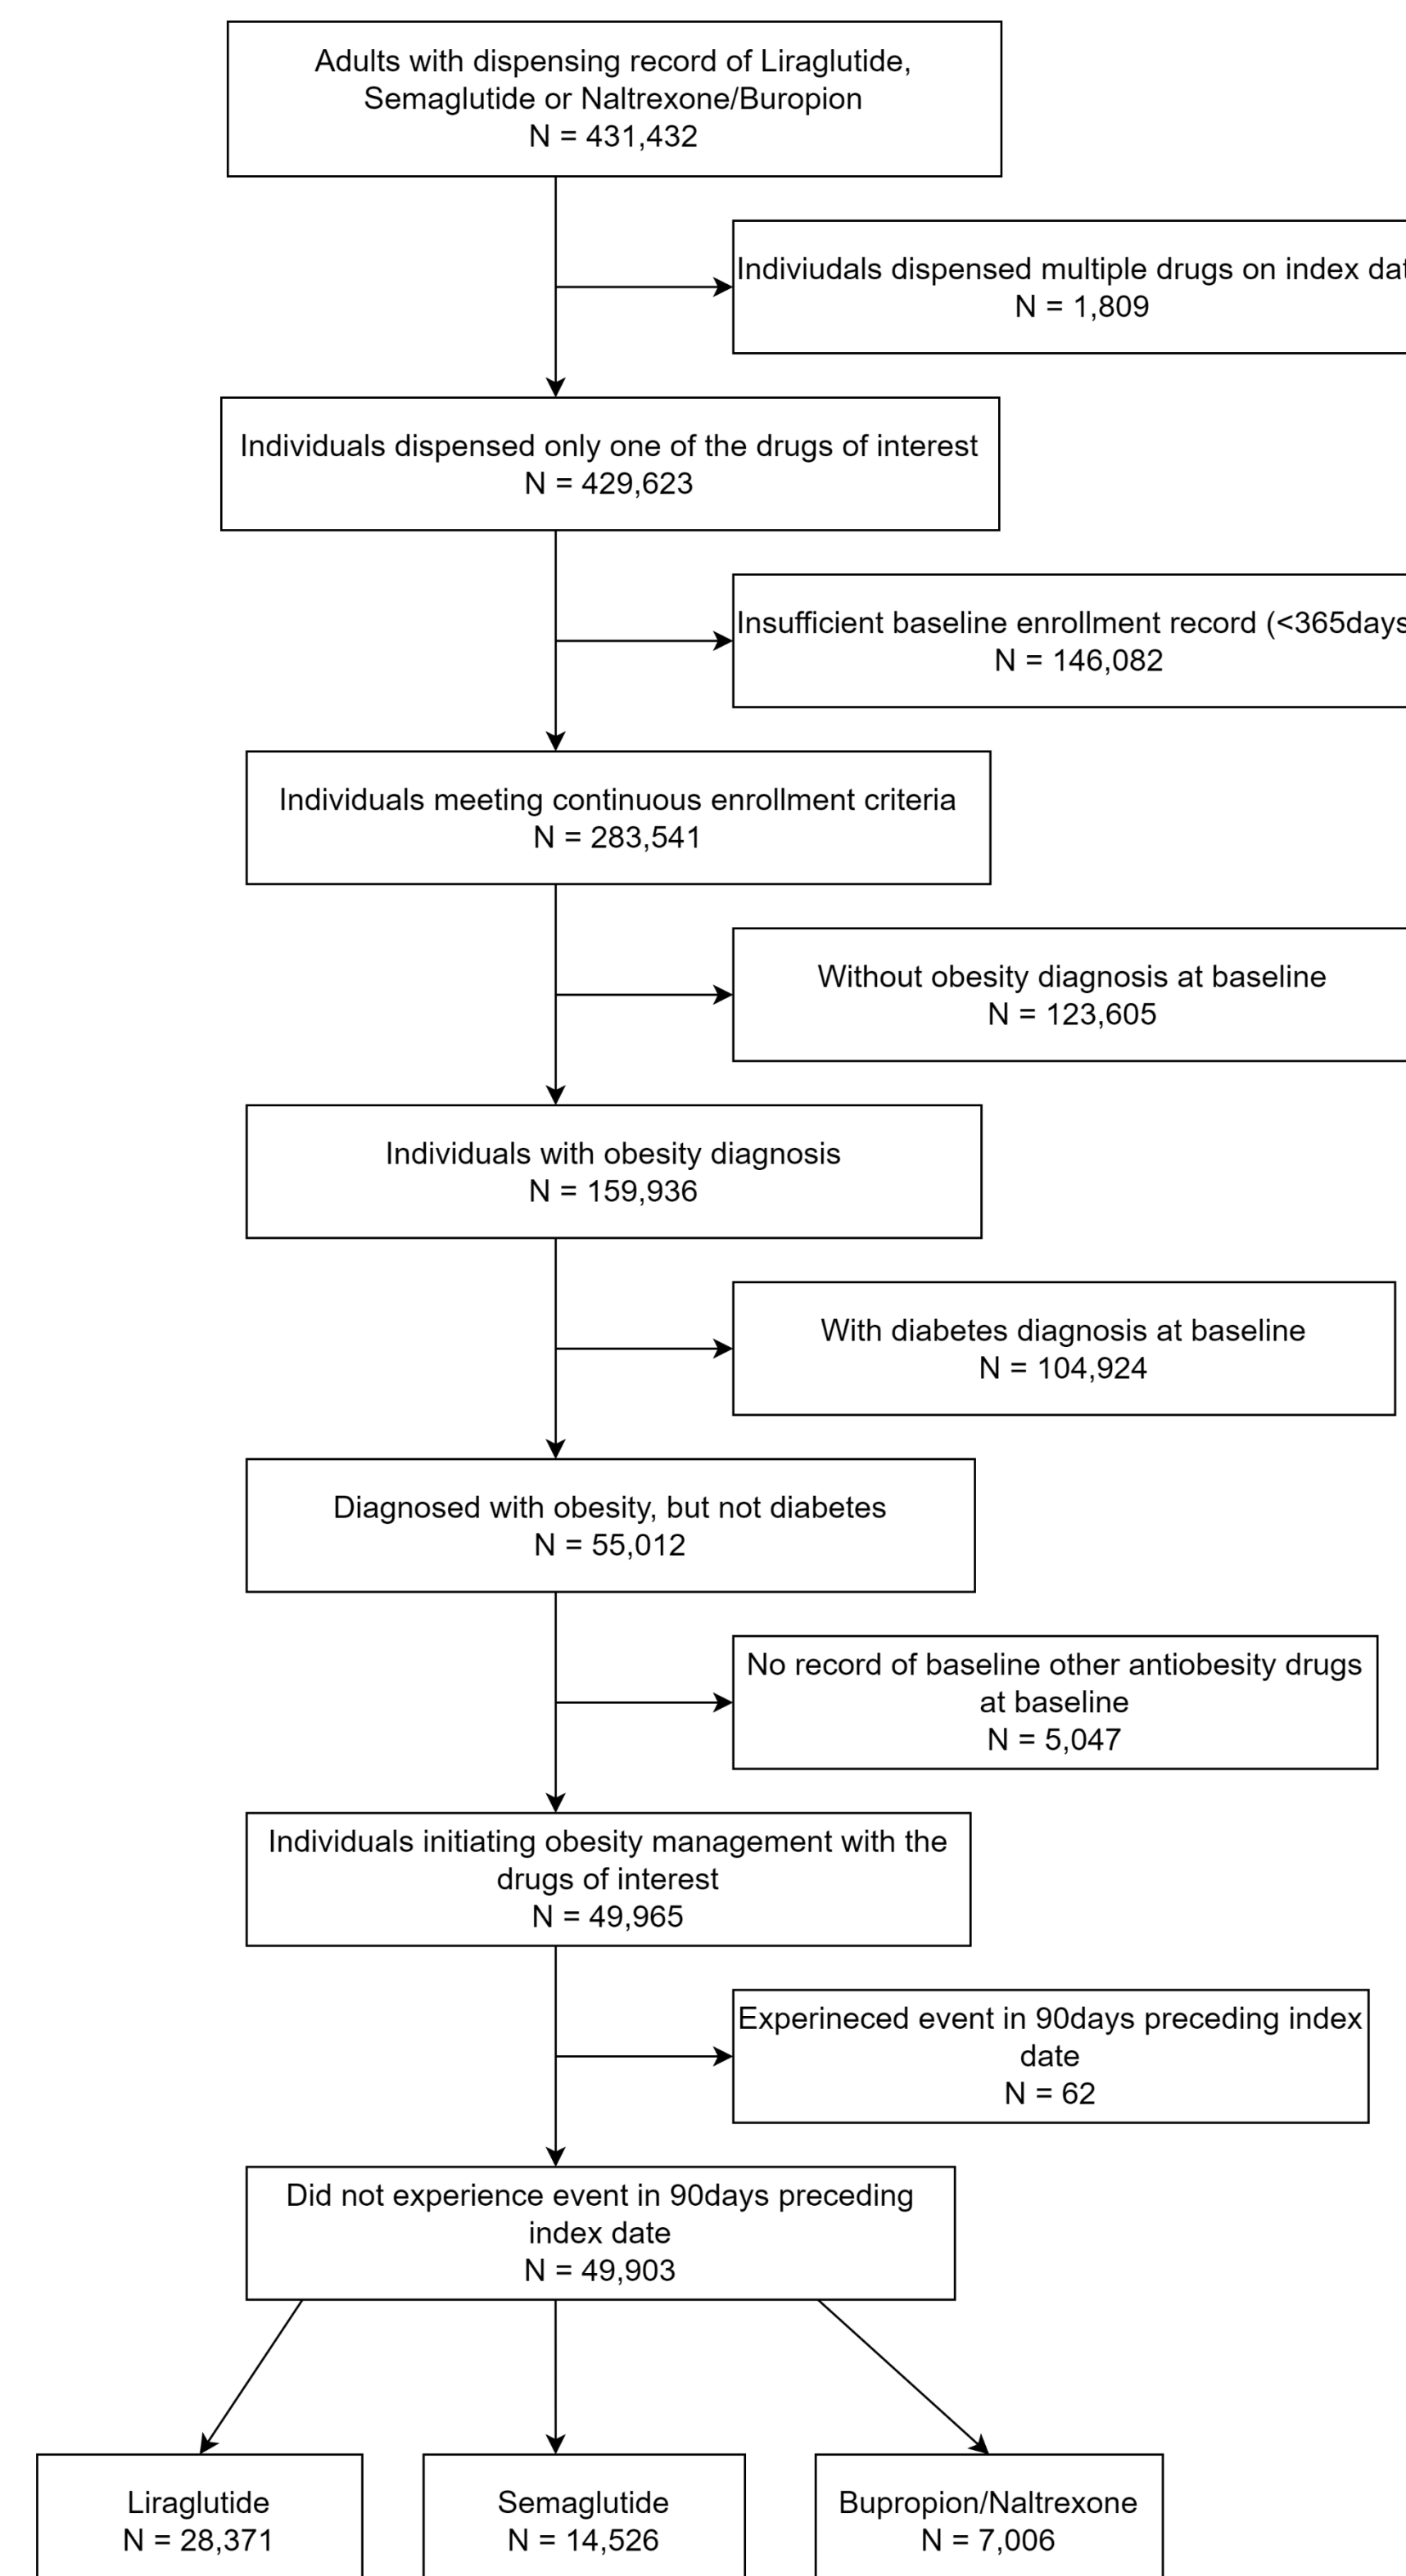 Adults with dispensing record of Liraglutide,
Semaglutide or Naltrexone/Buropion
N = 431,432
Indiviudals dispensed multiple drugs on index
N = 1,809
Individuals dispensed only one of the drugs of interest
N = 429,623
Insufficient baseline enrollment record (<365days
N = 146,082
Individuals meeting continuous enrollment criteria
N = 283,541
Without obesity diagnosis at baseline
N = 123,605
Individuals with obesity diagnosis
N = 159,936
With diabetes diagnosis at baseline
N = 104,924
Diagnosed with obesity, but not diabetes
N = 55,012
No record of baseline other antiobesity drugs
at baseline
N = 5,047
Individuals initiating obesity management with the
drugs of interest
N = 49,965
Experineced event in 90days preceding index
date
N = 62
Did not experience event in 90days preceding
index date
N = 49,903
Liraglutide
N = 28,371
Semaglutide
N = 14,526
Bupropion/Naltrexone
N = 7,006